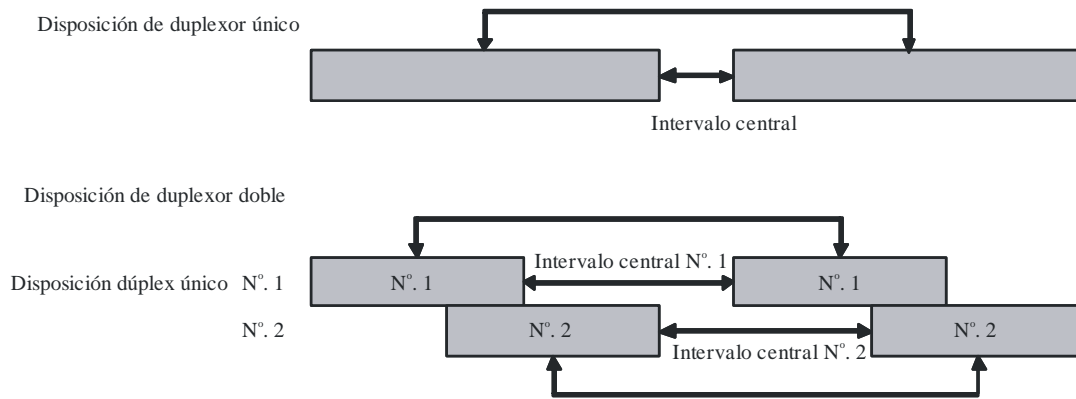 Disposición de duplexor único
Intervalo central
Disposición de duplexor doble
Disposición dúplex único Nº. 1
Nº. 1
Intervalo central Nº. 1
Nº. 1
Nº. 2
Nº. 2
Intervalo central Nº. 2
Nº. 2